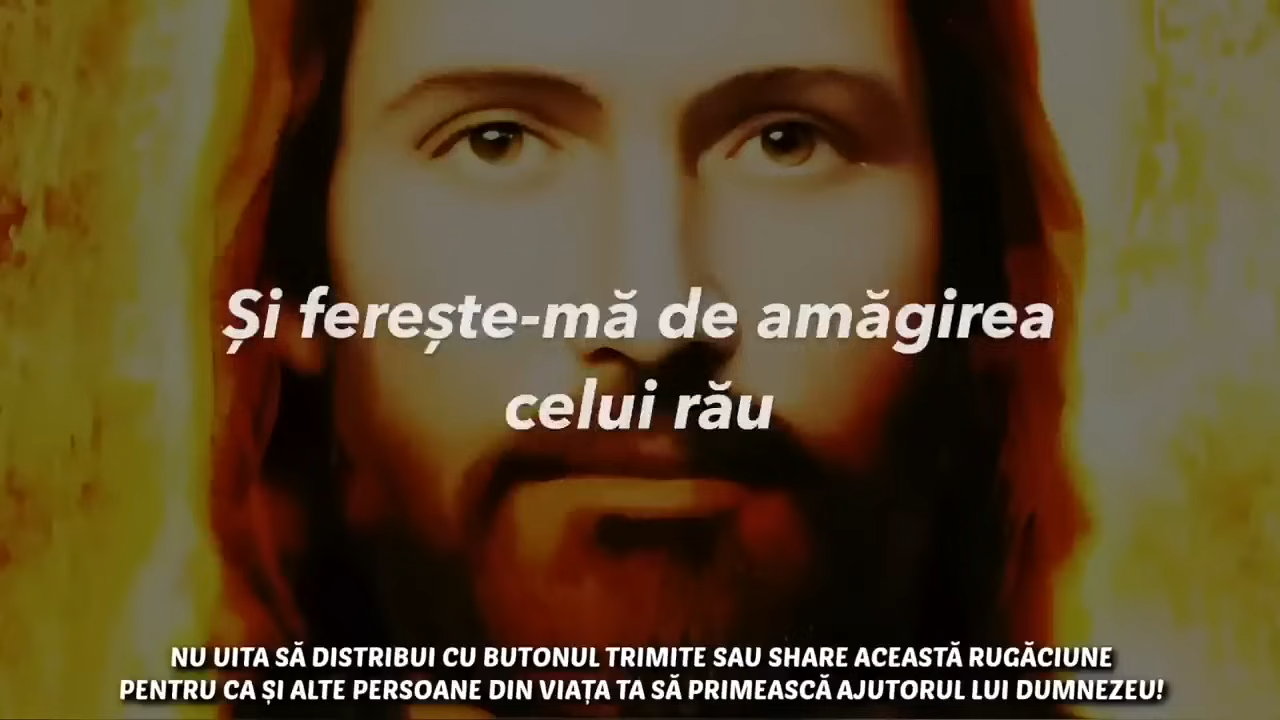 Și ferește-mă de amăgirea
celui rău
NU UITA SĂ DISTRIBUI CU BUTONUL TRIMITE SAU SHARE ACEASTĂ RUGĂCIUNE
PENTRU CA ȘI ALTE PERSOANE DIN VIAȚA TA SĂ PRIMEASCĂ AJUTORUL LUI DUMNEZEU!